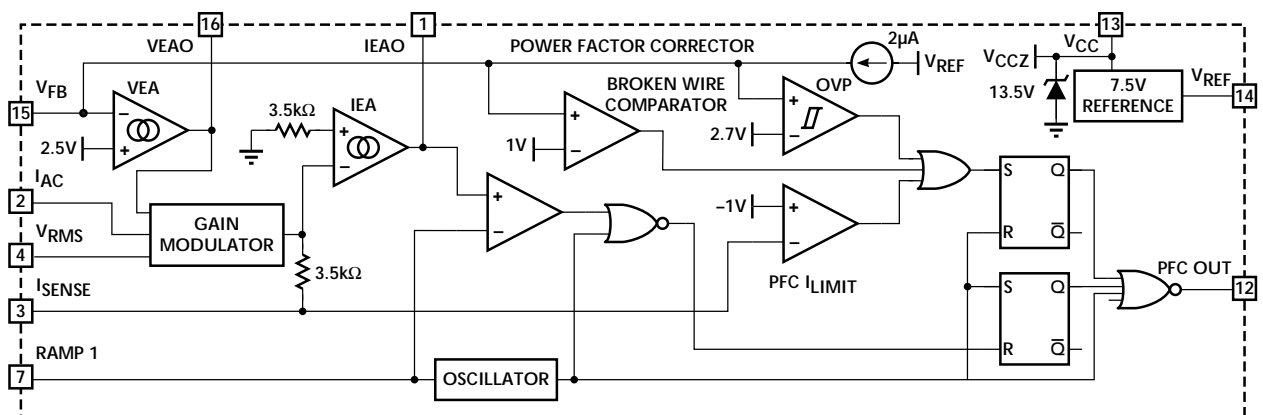 16
1
13
VEAO
IEAO
POWER FACTOR CORRECTOR
2µA
VCC
VFB
VEA
VREF
VCCZ
VREF
15
BROKEN WIRE
COMPARATOR
OVP
13.5V
7.5V
REFERENCE
14
3.5kΩ
IEA
2.5V
1V
2.7V
IAC
2
GAIN
MODULATOR
–1V
S Q
VRMS
4
R Q
3.5kΩ
PFC ILIMIT
PFC OUT
ISENSE
3
S Q
12
RAMP 1
R Q
7
OSCILLATOR
+
–